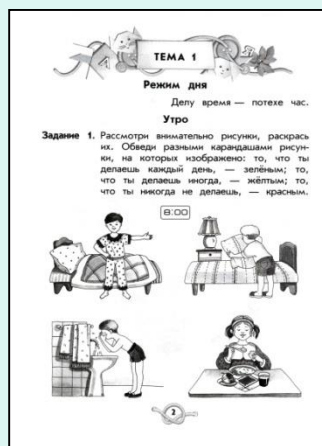 ТЕМА 1
Режим дня
Делу время — потехе час.
Утро
Задание 1. Рассмотри внимательно рисунки, раскрась
их. Обведи разными карандашами рисун-
ки, на которых изображено: то, что ты
делаешь каждый день, — зелёным; то,
что ты делаешь иногда, — жёлтым; то,
что ты никогда не делаешь, — красным.
8:00
2